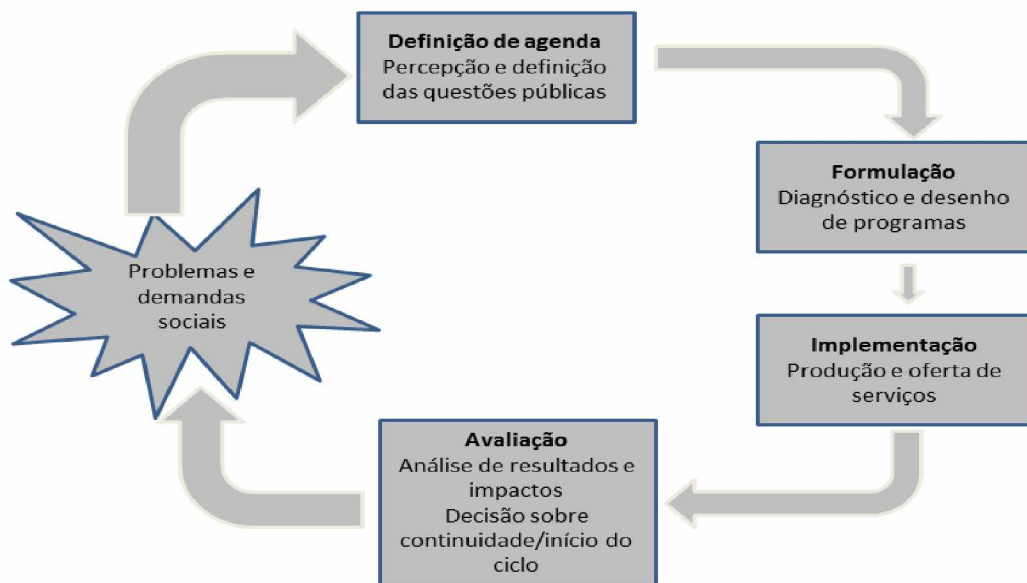 Definição de agenda
Percepção e definição
das questões públicas
Formulação
Diagnóstico e desenho
de programas
Implementação
Produção e oferta de
serviços
Avaliação
Análise de resultados e
impactos
Decisão sobre
continuidade/início do
ciclo
Problemas e
demandas
sociais